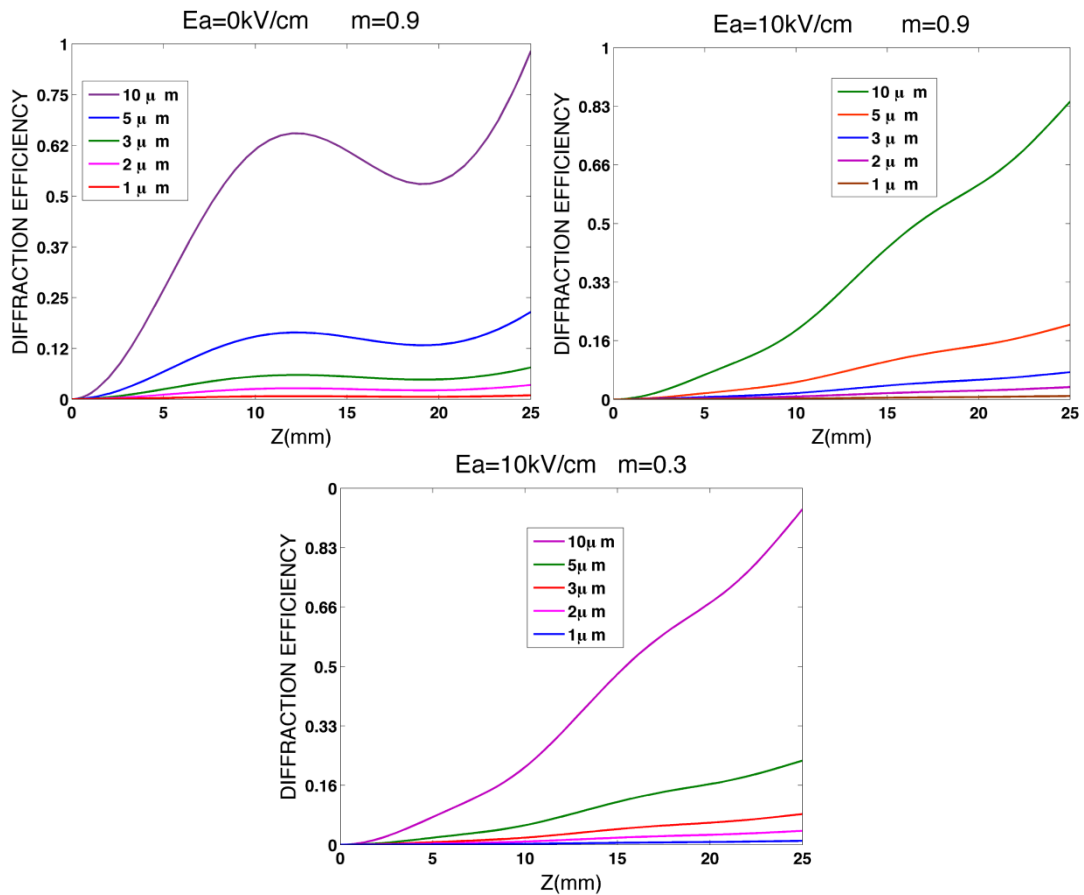 Ea=0kV/cm m=0.9
DIFFRACTION EFFICIENCY
1
0.75
0.62
0.5
0.37
0.25
0.12
0
10 μ m
5 μ m
3 μ m
2 μ m
1 μ m
0 5 10 15 20 25
Z(mm)
Ea=10kV/cm m=0.9
DIFFRACTION EFFICIENCY
1
0.83
0.66
0.5
0.33
0.16
0
10 μ m
5 μ m
3 μ m
2 μ m
1 μ m
0 5 10 15 20 25
Z(mm)
Ea=10kV/cm m=0.3
DIFFRACTION EFFICIENCY
0
0.83
0.66
0.5
0.33
0.16
0
10μ m
5μ m
3μ m
2μ m
1μ m
0 5 10 15 20 25
Z(mm)